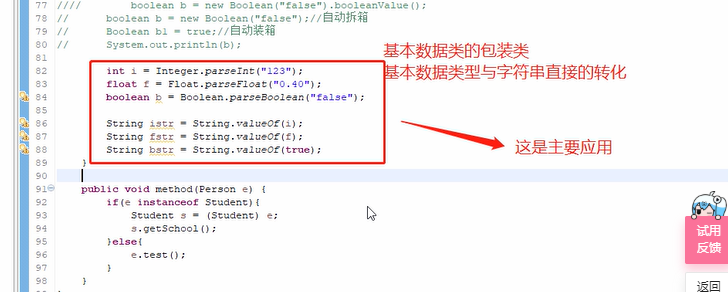 77 ////        boolean b = new Boolean("false").booleanValue();
78 //      boolean b = new Boolean("false");//自动拆箱
79 //      Boolean b1 = true;//自动装箱
80 //      System.out.println(b);
81
82         int i = Integer.parseInt("123");
83         float f = Float.parseFloat("0.40");
84         boolean b = Boolean.parseBoolean("false");
85
86         String istr = String.valueOf(i);
87         String fstr = String.valueOf(f);
88         String bstr = String.valueOf(true);
89     }
90
91     public void method(Person e) {
92         if(e instanceof Student){
93             Student s = (Student) e;
94             s.getSchool();
95         }else{
96             e.test();
97         }
98     }
基本数据类的包装类
基本数据类型与字符串直接的转化
这是主要应用
试用
反馈
返回